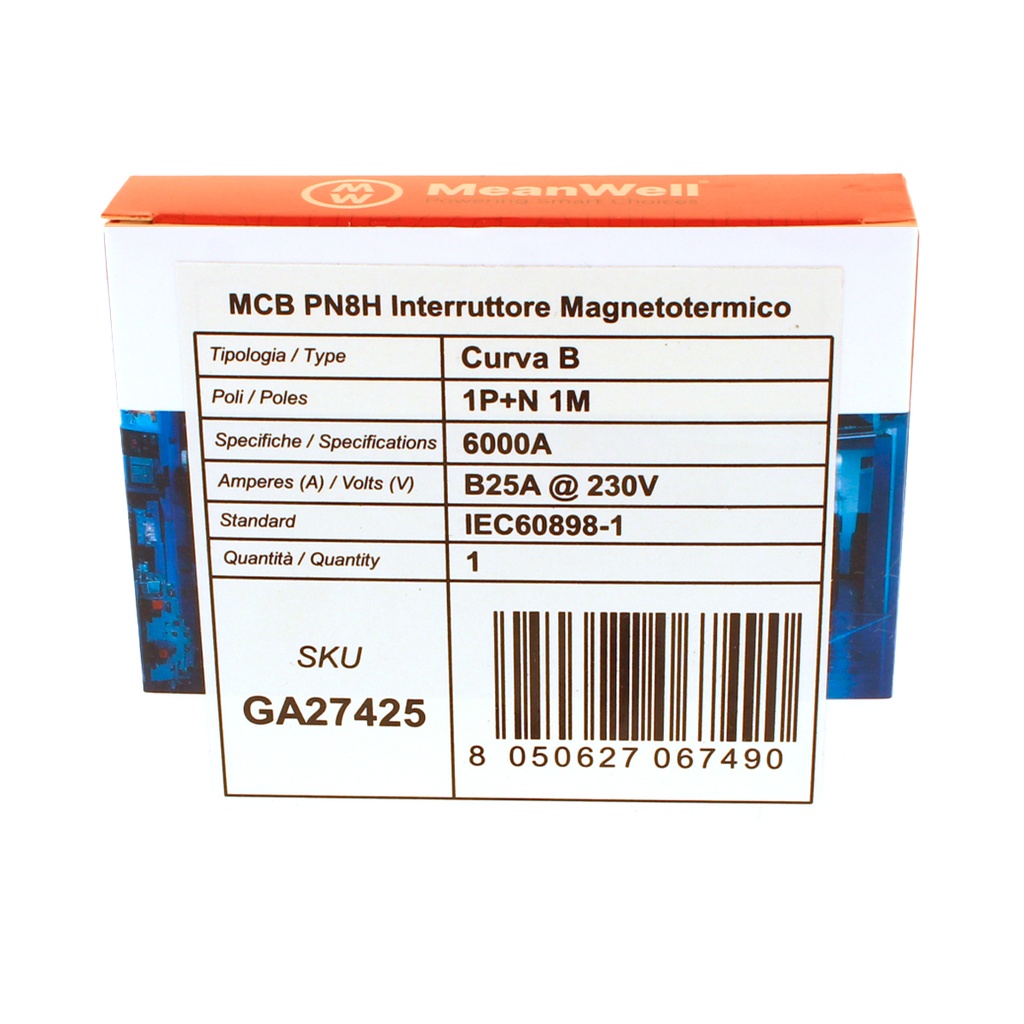 MW MeanWell
Powering Smart Choices
MCB PN8H Interruttore Magnetotermico
Tipologia / Type Curva B
Poli / Poles 1P+N 1M
Specifiche / Specifications 6000A
Amperes (A) / Volts (V) B25A @ 230V
Standard IEC60898-1
Quantità / Quantity 1
SKU
GA27425
8 050627 067490